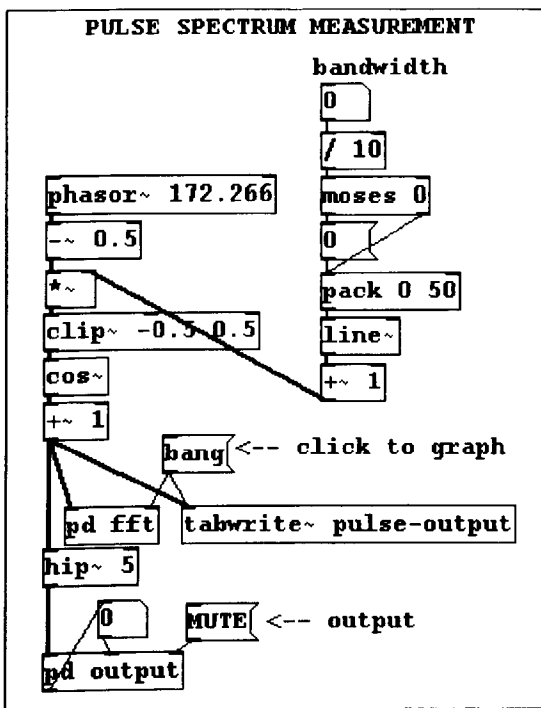 PULSE SPECTRUM MEASUREMENT
bandwidth
0
/ 10
phasor~ 172.266
moses 0
-~ 0.5
0
*~
pack 0 50
clip~ -0.5 0.5
line~
cos~
+~ 1
+~ 1
bang <-- click to graph
pd fft
tabwrite~ pulse-output
hip~ 5
0
MUTE <-- output
pd output